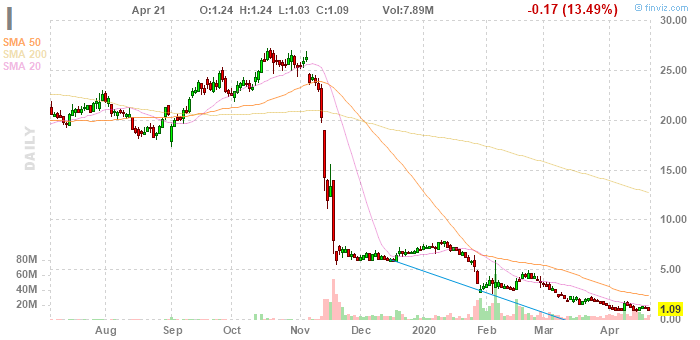 I
Apr 21 O:1.24 H:1.24 L:1.03 C:1.09 Vol:7.89M -0.17 (13.49%)
© finviz.com
SMA 50
SMA 200
SMA 20
DAILY
30.00
25.00
20.00
15.00
10.00
5.00
1.09
0.00
80M
60M
40M
20M
Aug Sep Oct Nov Dec 2020 Feb Mar Apr